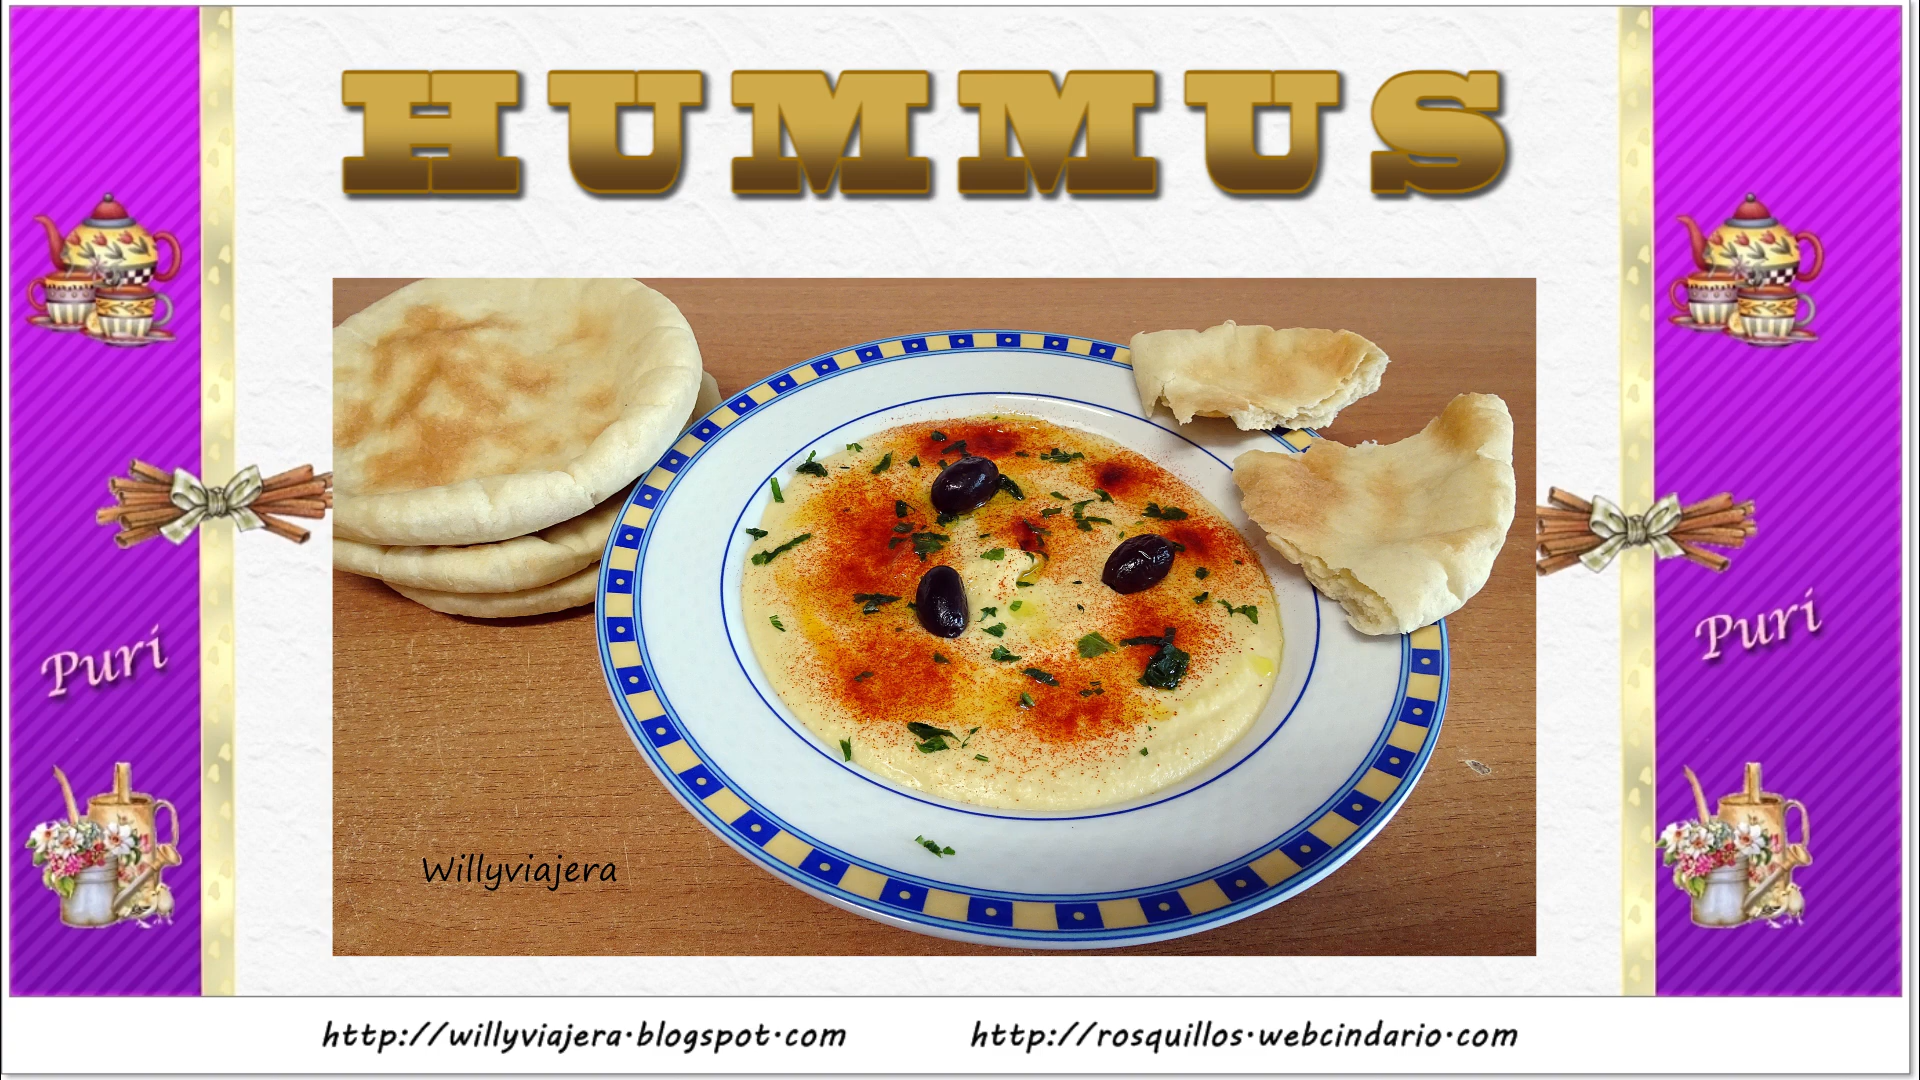 HUMMUS
Puri
Puri
Willyviajera
http://willyviajera.blogspot.com
http://rosquillos.webcindario.com